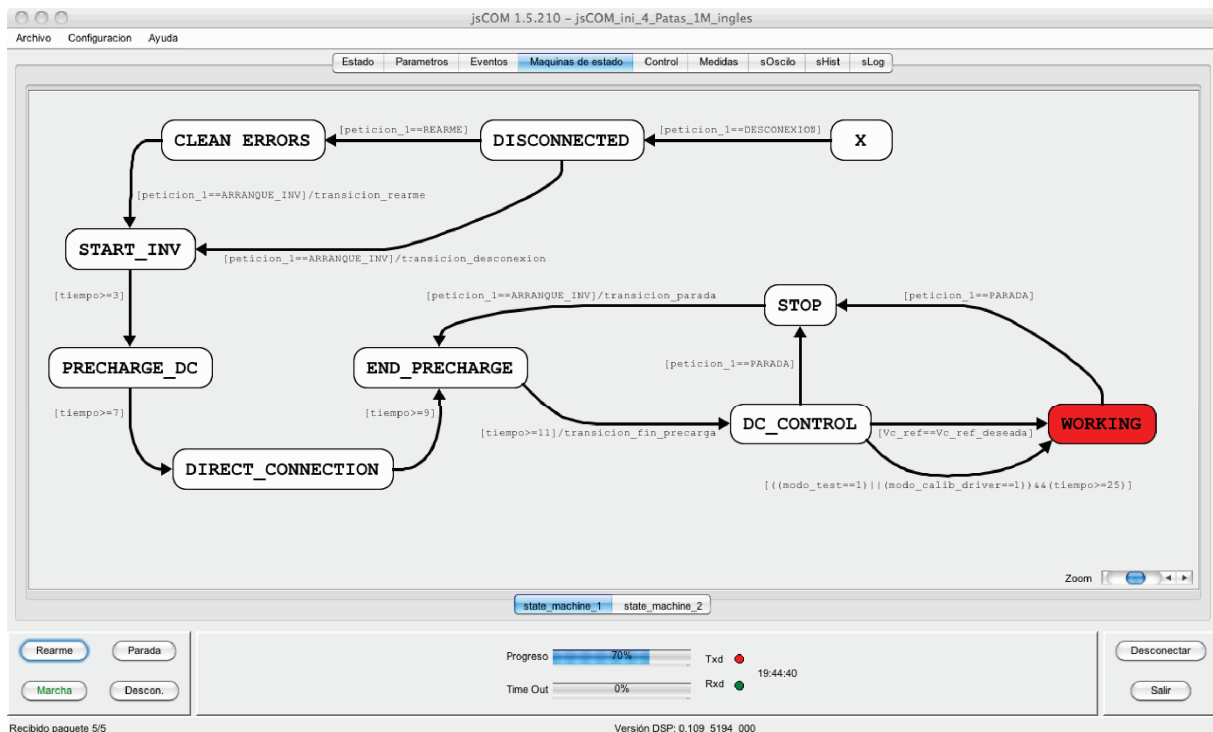 jsCOM 1.5.210 – jsCOM_ini_4_Patas_1M_ingles
Archivo Configuracion Ayuda
Estado Parametros Eventos Maquinas de estado Control Medidas sOscilo sHist sLog
CLEAN ERRORS
[peticion_1==REARME]
DISCONNECTED
[peticion_1==DESCONEXION]
X
[peticion_1==ARRANQUE_INV]/transicion_rearme
START_INV
[peticion_1==ARRANQUE_INV]/transicion_desconexion
[tiempo>=3]
[peticion_1==ARRANQUE_INV]/transicion_parada
STOP
[peticion_1==PARADA]
PRECHARGE_DC
END_PRECHARGE
[peticion_1==PARADA]
[tiempo>=7]
[tiempo>=9]
[tiempo>=11]/transicion_fin_precarga
DC_CONTROL
[Vc_ref==Vc_ref_deseada]
WORKING
DIRECT_CONNECTION
[((modo_test==1)||(modo_calib_driver==1))&&(tiempo>=25)]
Zoom
state_machine_1 state_machine_2
Rearme Parada
Marcha Descon.
Progreso 70% Txd
Time Out 0% Rxd
19:44:40
Desconectar
Salir
Recibido paquete 5/5
Versión DSP: 0.109_5194_000